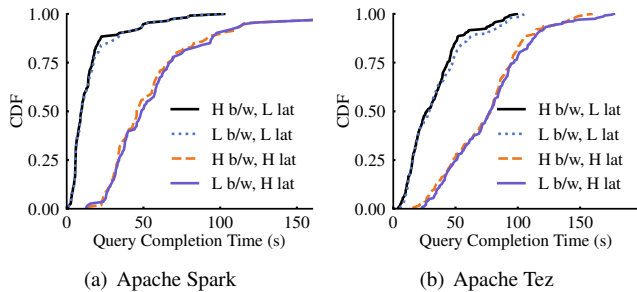 1.00
0.75
0.50
0.25
0.00
CDF
H b/w, L lat
L b/w, L lat
H b/w, H lat
L b/w, H lat
0 50 100 150
Query Completion Time (s)
(a) Apache Spark
1.00
0.75
0.50
0.25
0.00
CDF
H b/w, L lat
L b/w, L lat
H b/w, H lat
L b/w, H lat
0 50 100 150
Query Completion Time (s)
(b) Apache Tez